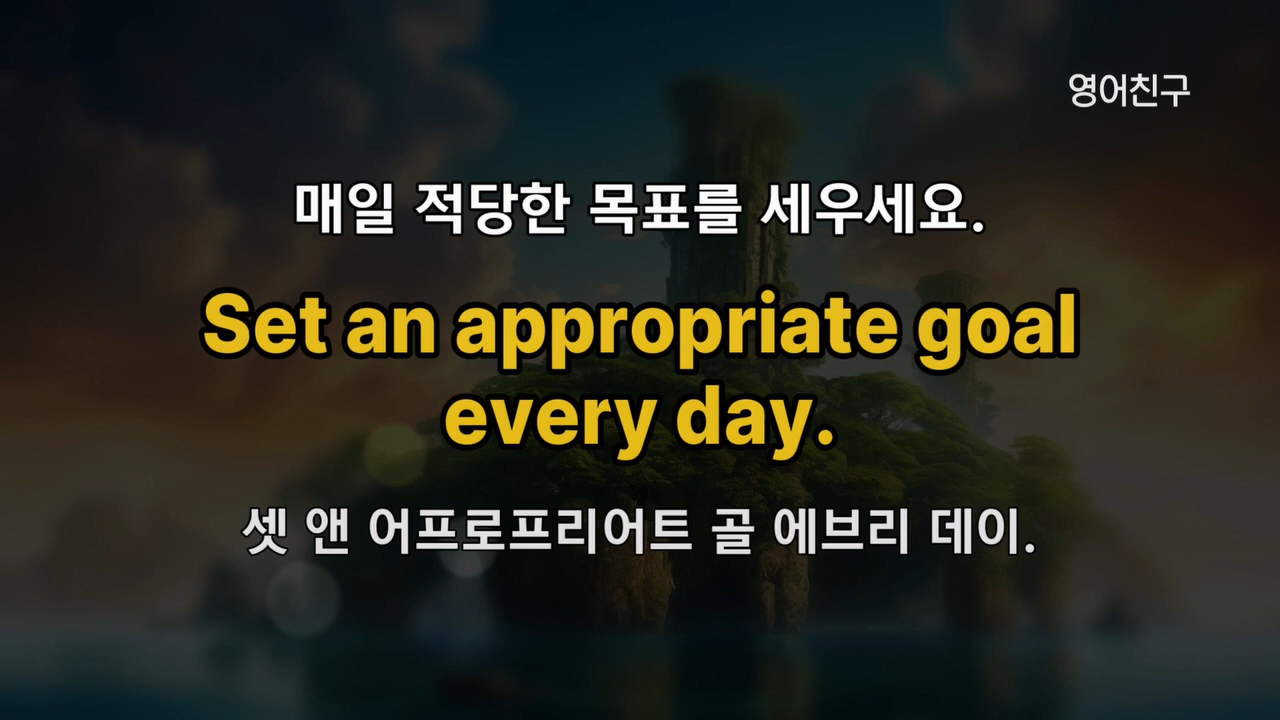 영어친구
매일 적당한 목표를 세우세요.
Set an appropriate goal
every day.
셋 앤 어프로프리어트 골 에브리 데이.